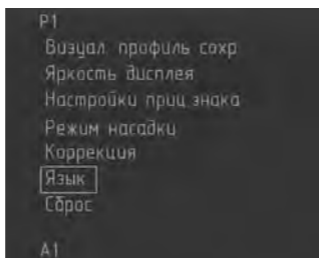 P1
Визуал. профиль сохр
Яркость дисплея
Настройки приц знака
Режим насадки
Коррекция
Язык
Сброс
A1